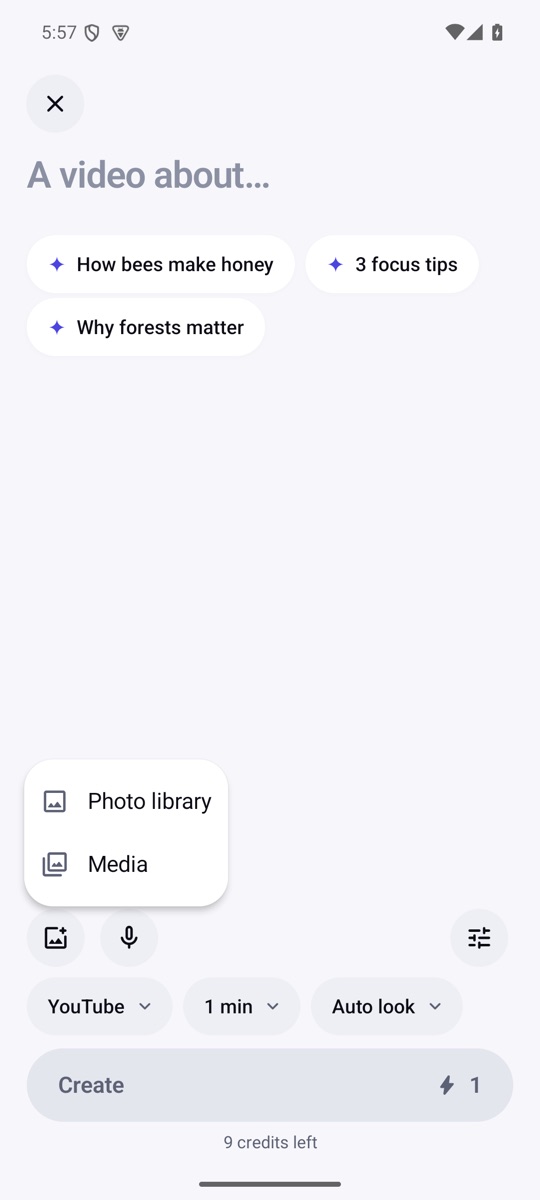 5:57
A video about...
How bees make honey
3 focus tips
Why forests matter
Photo library
Media
YouTube
1 min
Auto look
Create
1
9 credits left